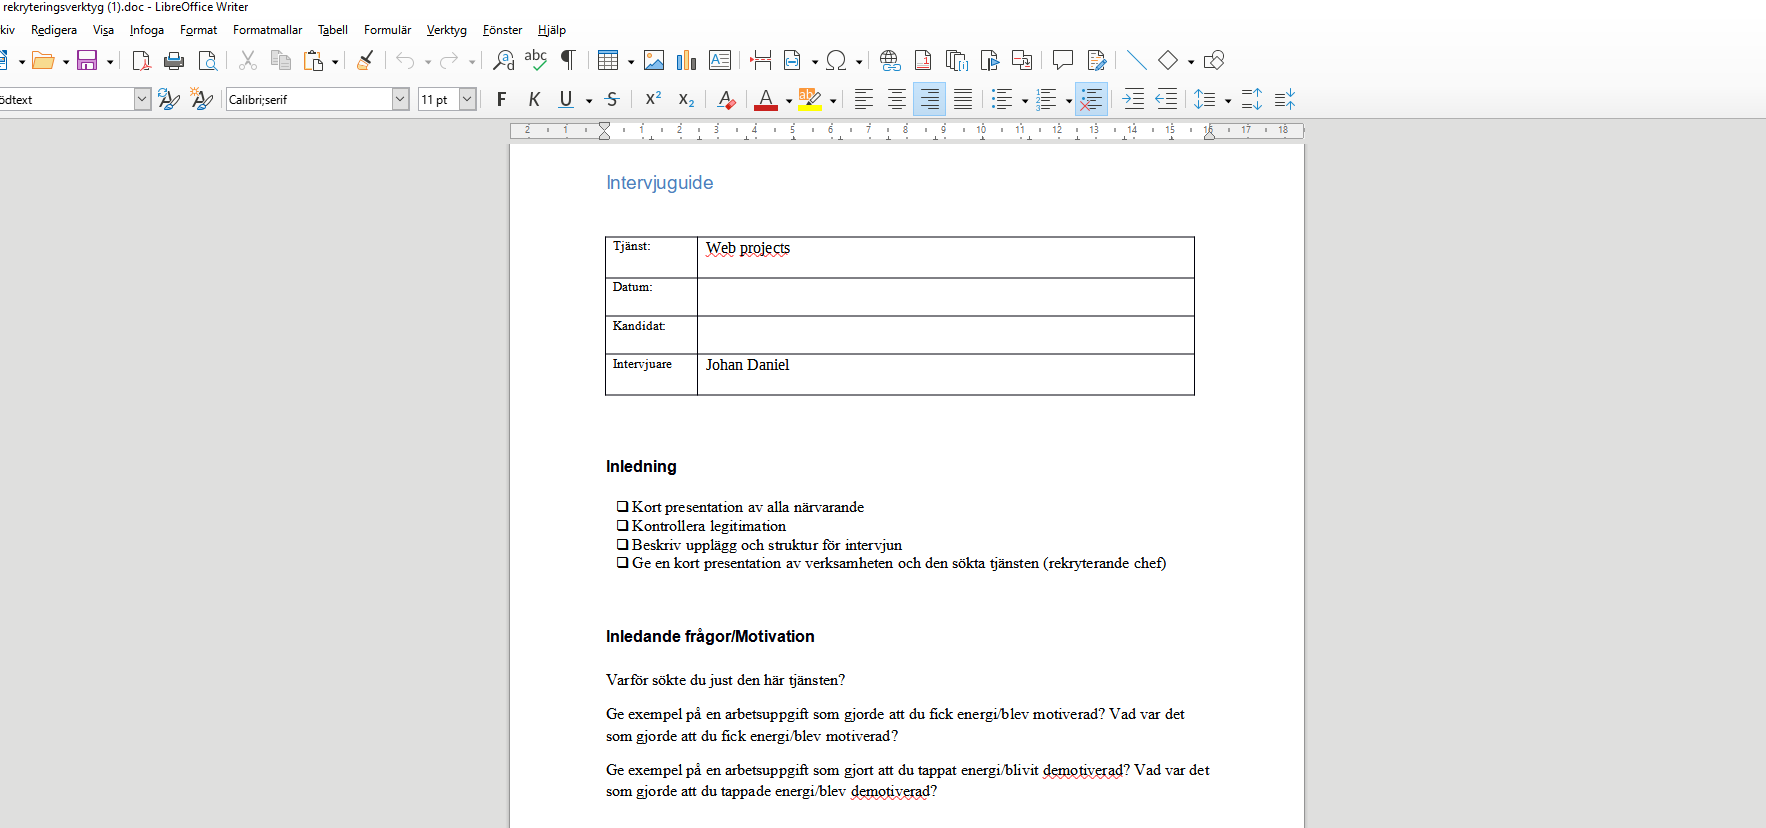 rekryteringsverktyg (1).doc - LibreOffice Writer
kiv Redigera Visa Infoga Format Formatmallar Tabell Formulär Verktyg Fönster Hjälp
ödtext Calibri;serif 11 pt F K U S X² X₂ A
2 1 1 2 3 4 5 6 7 8 9 10 11 12 13 14 15 16 17 18
Intervjuguide
Tjänst: Web projects
Datum:
Kandidat:
Intervjuare Johan Daniel
Inledning
Kort presentation av alla närvarande
Kontrollera legitimation
Beskriv upplägg och struktur för intervjun
Ge en kort presentation av verksamheten och den sökta tjänsten (rekryterande chef)
Inledande frågor/Motivation
Varför sökte du just den här tjänsten?
Ge exempel på en arbetsuppgift som gjorde att du fick energi/blev motiverad? Vad var det
som gjorde att du fick energi/blev motiverad?
Ge exempel på en arbetsuppgift som gjort att du tappat energi/blivit demotiverad? Vad var det
som gjorde att du tappade energi/blev demotiverad?